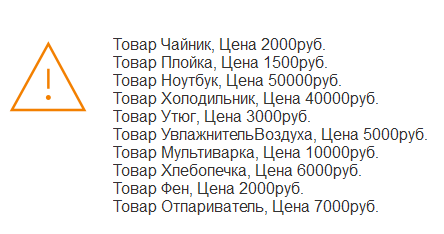 Товар Чайник, Цена 2000руб.
Товар Плойка, Цена 1500руб.
Товар Ноутбук, Цена 50000руб.
Товар Холодильник, Цена 40000руб.
Товар Утюг, Цена 3000руб.
Товар УвлажнительВоздуха, Цена 5000руб.
Товар Мультиварка, Цена 10000руб.
Товар Хлебопечка, Цена 6000руб.
Товар Фен, Цена 2000руб.
Товар Отпариватель, Цена 7000руб.